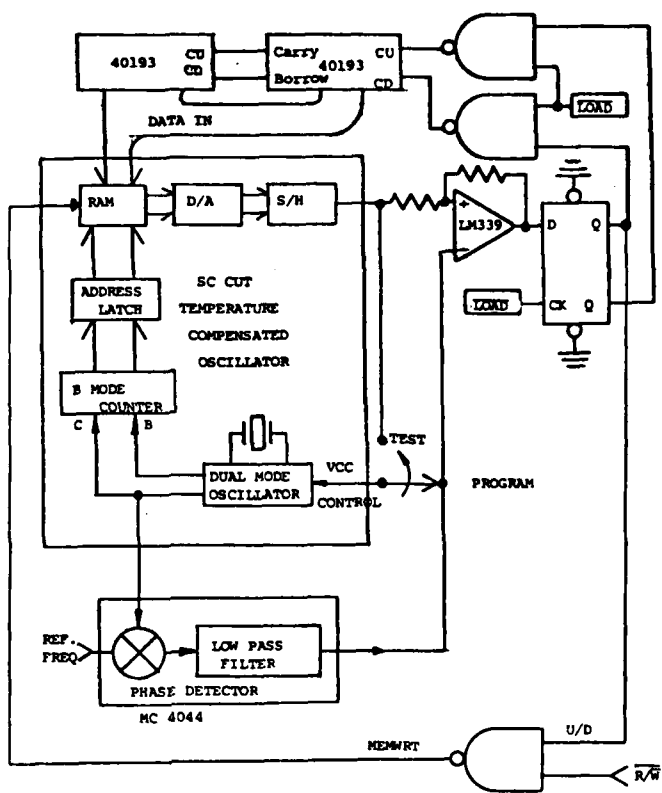 40193
C̅U̅
C̅D̅
Carry
40193
Borrow
CU
CD
LOAD
DATA IN
RAM
D/A
S/H
+
LM339
−
D
Q
CK
Q
LOAD
ADDRESS
LATCH
SC CUT
TEMPERATURE
COMPENSATED
OSCILLATOR
B MODE
COUNTER
C
B
DUAL MODE
OSCILLATOR
VCC
CONTROL
TEST
PROGRAM
REF.
FREQ
LOW PASS
FILTER
PHASE DETECTOR
MC 4044
MEMWRT
U/D
R̅/̅W̅